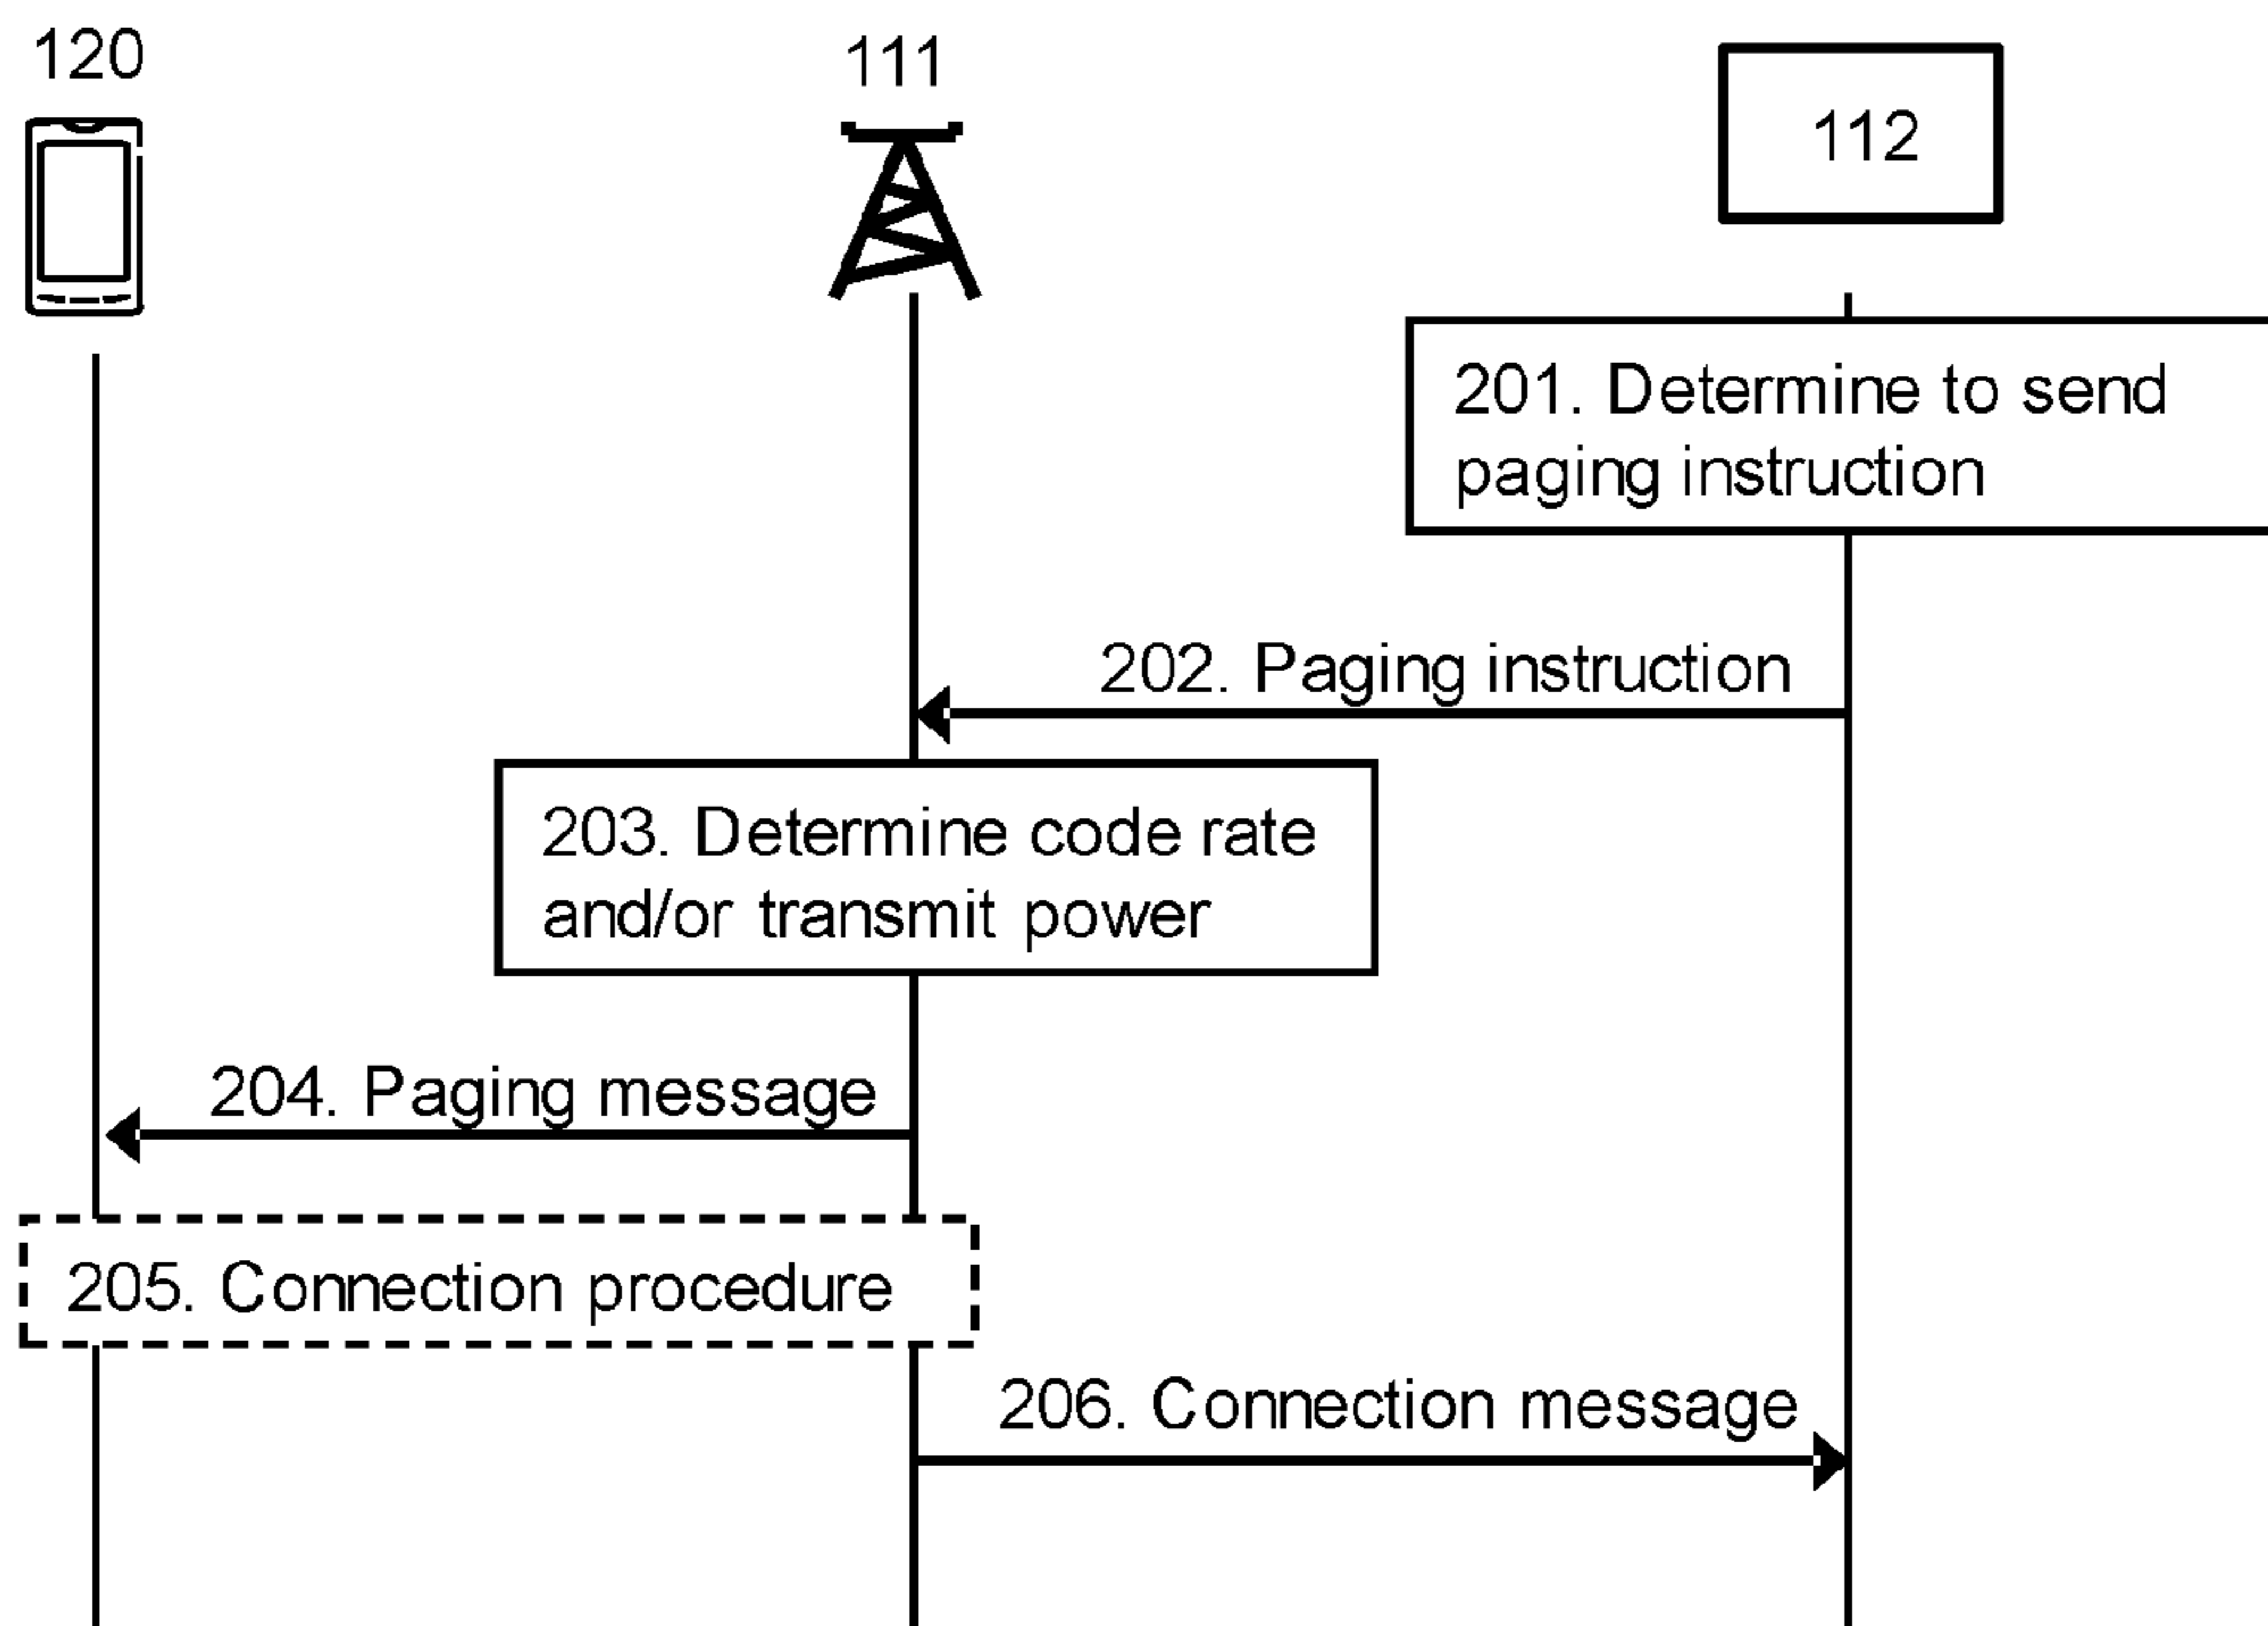 120
111
112
201. Determine to send
paging instruction
202. Paging instruction
203. Determine code rate
and/or transmit power
204. Paging message
205. Connection procedure
206. Connection message